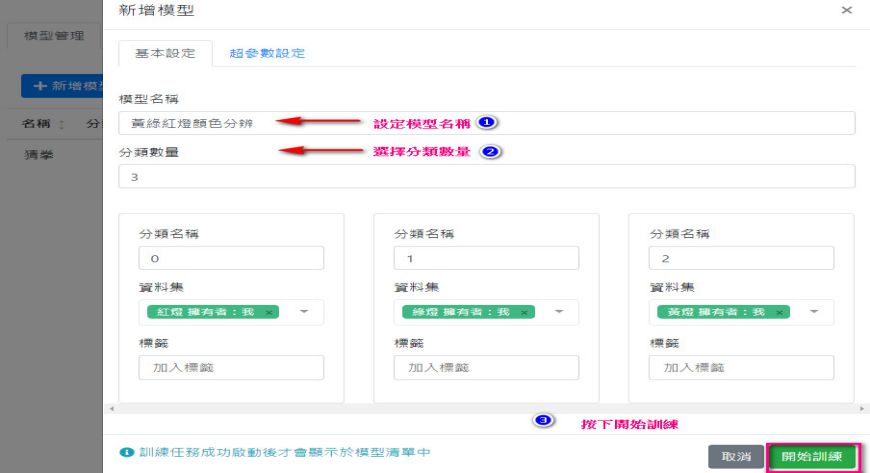 新增模型 ×
模型管理
基本設定 超參數設定
+ 新增模
模型名稱
名稱 分
黃綠紅燈顏色分辨 設定模型名稱 1
猜拳
分類數量 選擇分類數量 2
3
分類名稱 分類名稱 分類名稱
0 1 2
資料集 資料集 資料集
紅燈 擁有者：我 × 綠燈 擁有者：我 × 黃燈 擁有者：我 ×
標籤 標籤 標籤
加入標籤 加入標籤 加入標籤
3 按下開始訓練
訓練任務成功啟動後才會顯示於模型清單中
取消 開始訓練